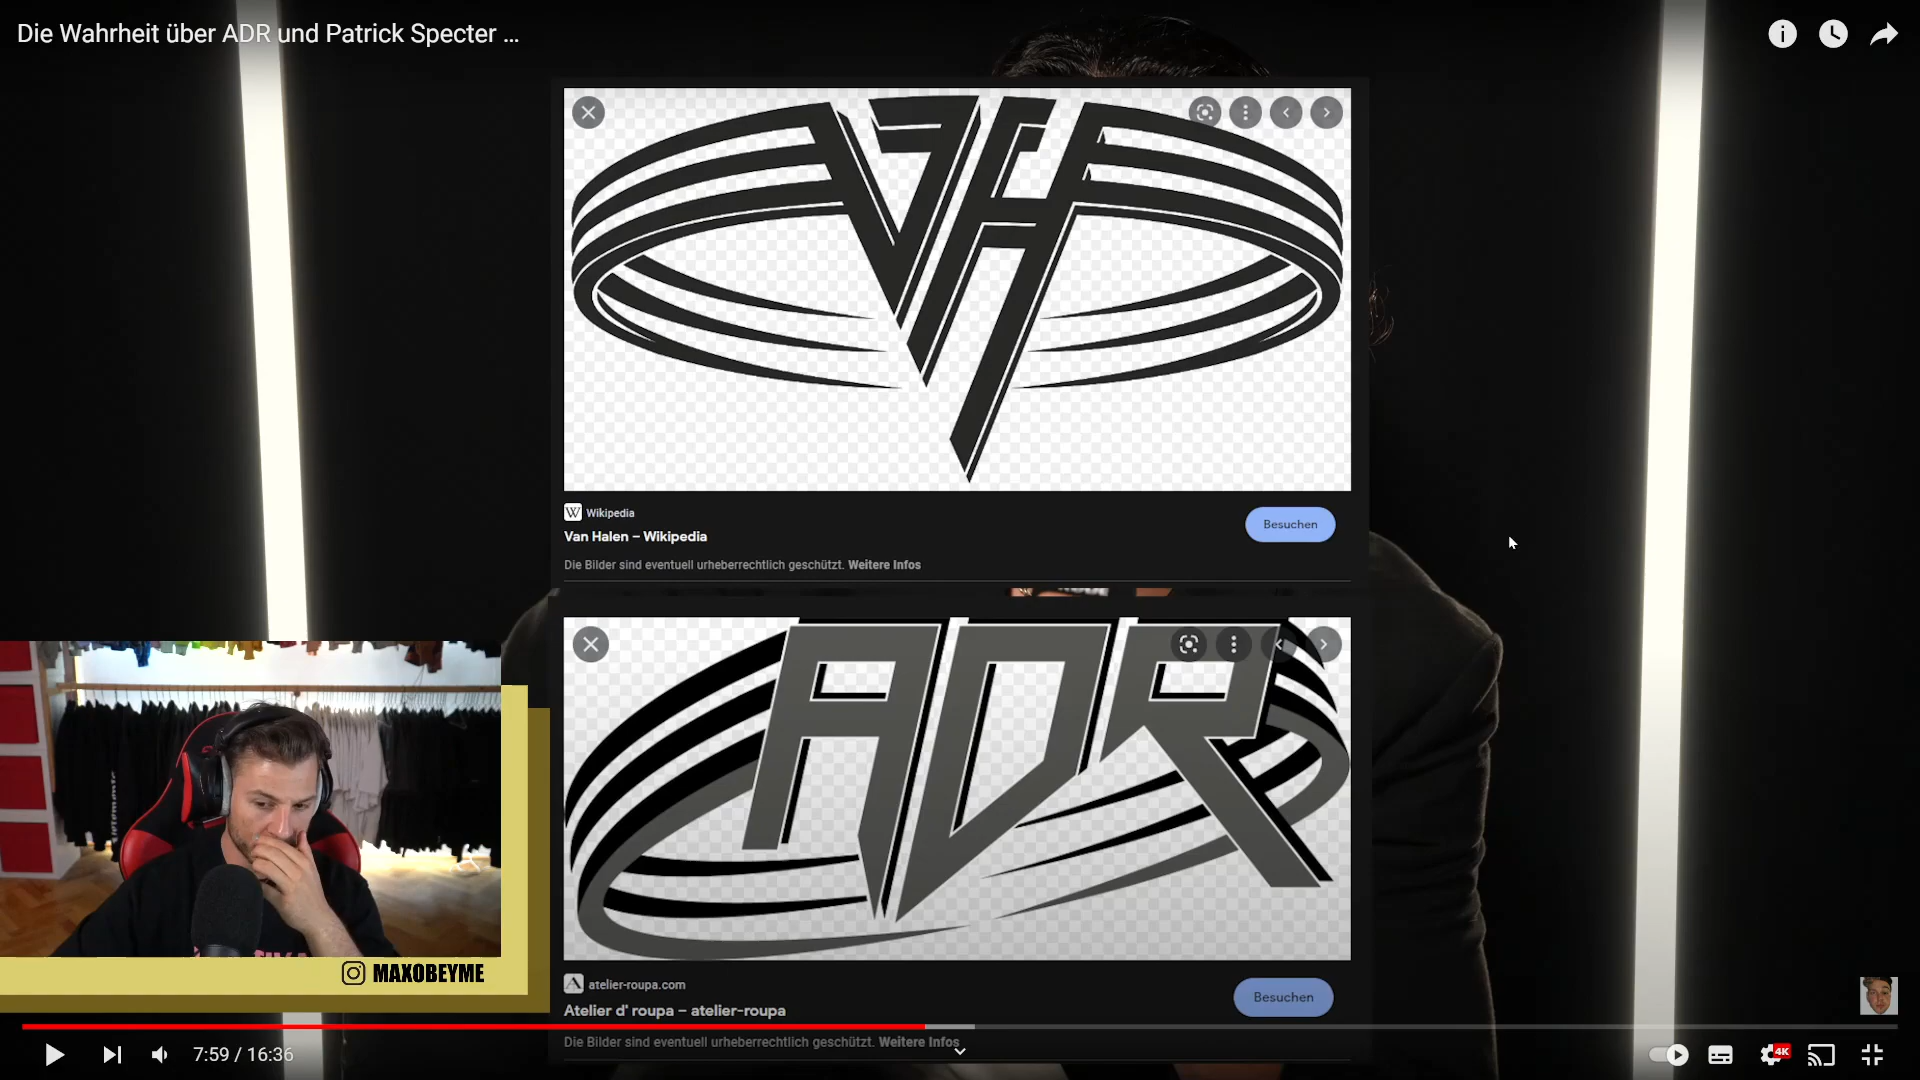 Die Wahrheit über ADR und Patrick Specter ...
VH
W Wikipedia
Van Halen – Wikipedia
Besuchen
Die Bilder sind eventuell urheberrechtlich geschützt. Weitere Infos
ADR
A atelier-roupa.com
Atelier d' roupa – atelier-roupa
Besuchen
Die Bilder sind eventuell urheberrechtlich geschützt. Weitere Infos
MAXOBEYME
7:59 / 16:36
4K